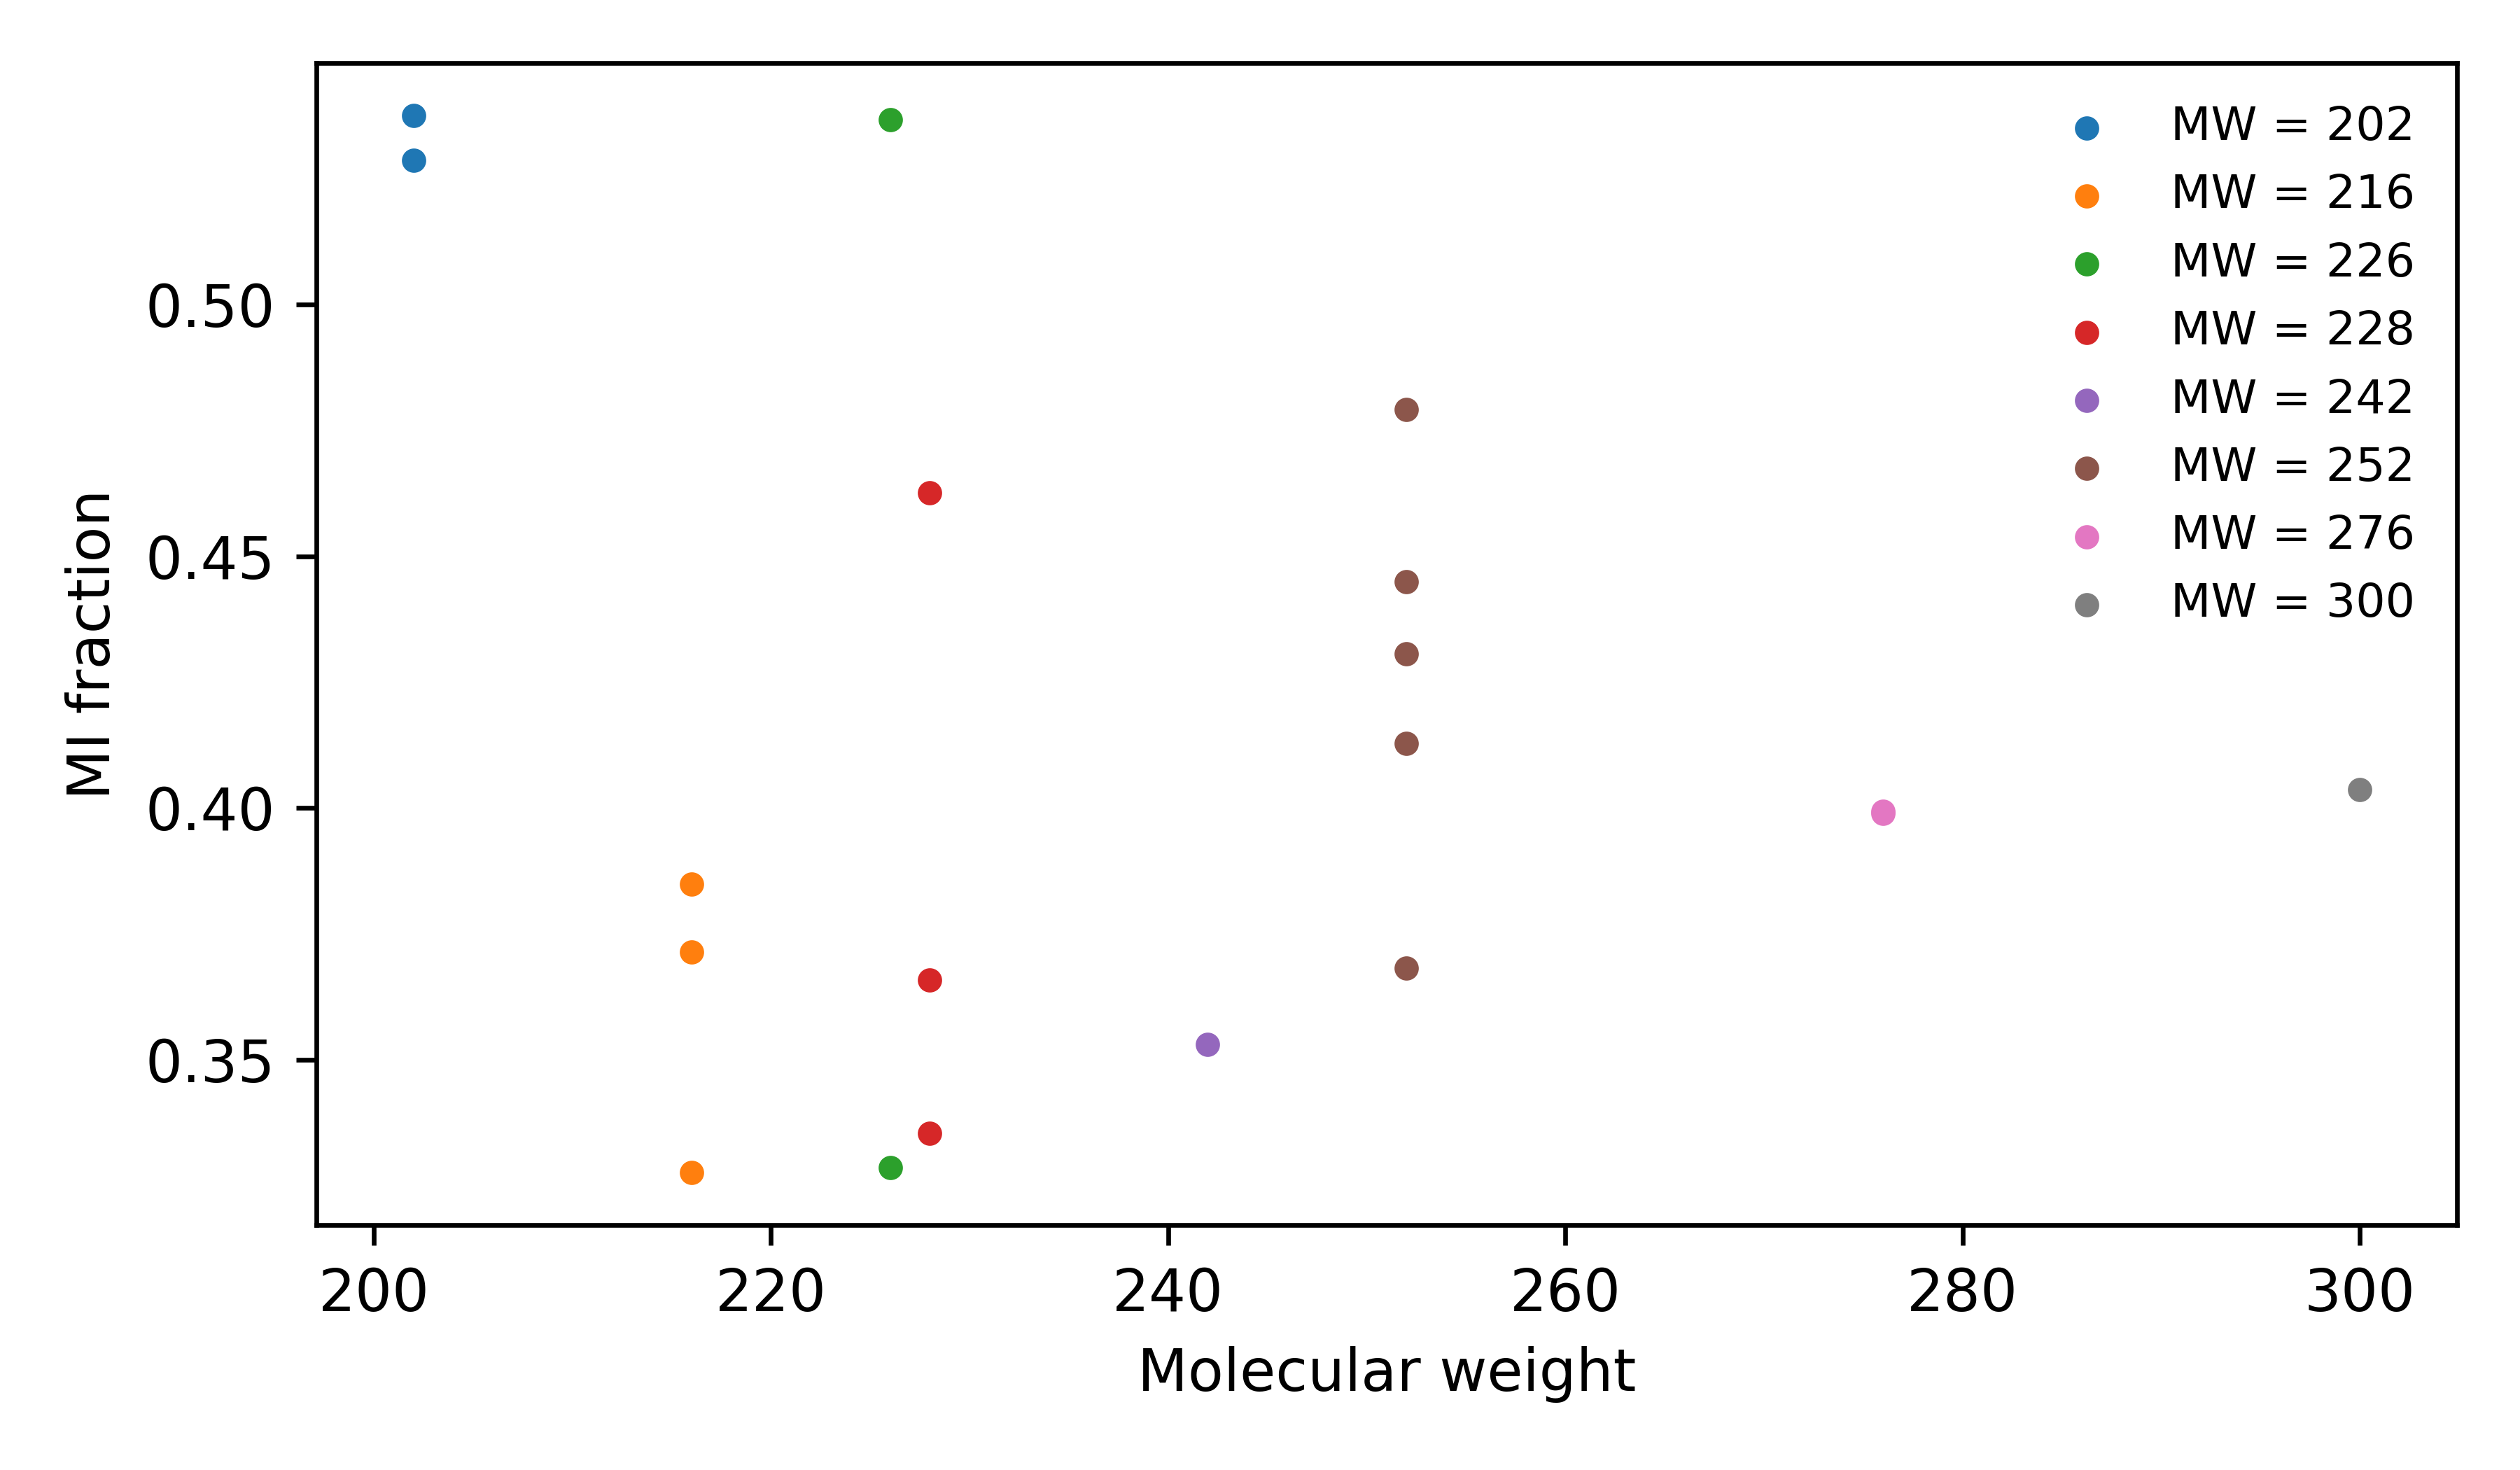 MW = 202
MW = 216
MW = 226
MW = 228
MW = 242
MW = 252
MW = 276
MW = 300
MI fraction
0.50
0.45
0.40
0.35
200 220 240 260 280 300
Molecular weight